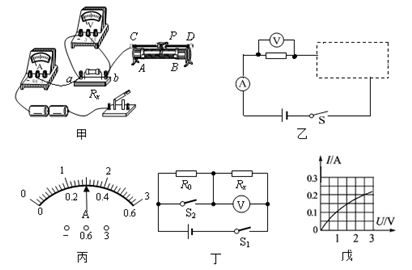 V
A
C P D
a b
A B
Rₓ
甲
V
A
S
乙
0 1 2 3
0 0.2 0.4 0.6
A
− 0.6 3
丙
R₀ Rₓ
S₂ V
S₁
丁
I/A
0.3
0.2
0.1
0 1 2 3 U/V
戊